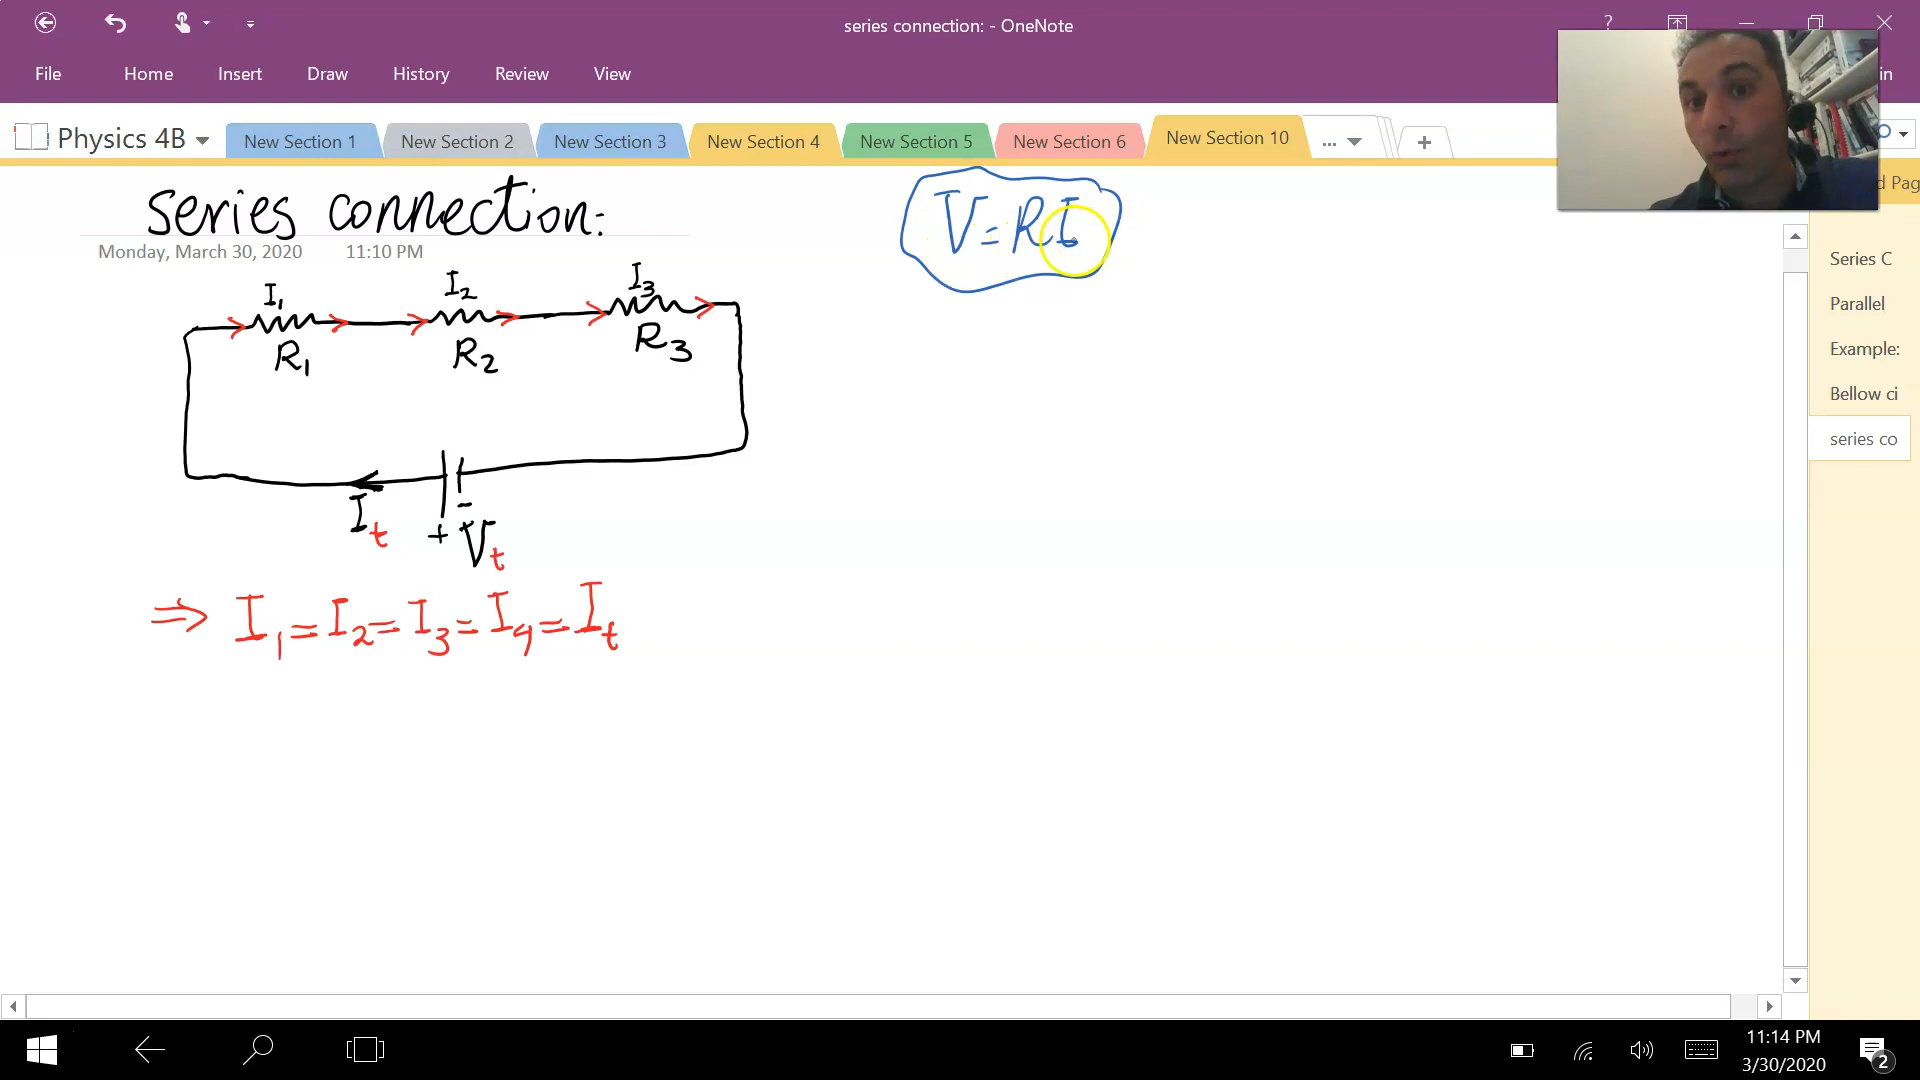 series connection: - OneNote
?
File Home Insert Draw History Review View
in
Physics 4B New Section 1 New Section 2 New Section 3 New Section 4 New Section 5 New Section 6 New Section 10 ... +
d Pag
series connection:
Monday, March 30, 2020 11:10 PM
V=RI
Series C
Parallel
Example:
Bellow ci
series co
I₁ I₂ I₃
R₁ R₂ R₃
It + - Vt
⇒ I₁=I₂=I₃=I₄=It
11:14 PM
3/30/2020
2